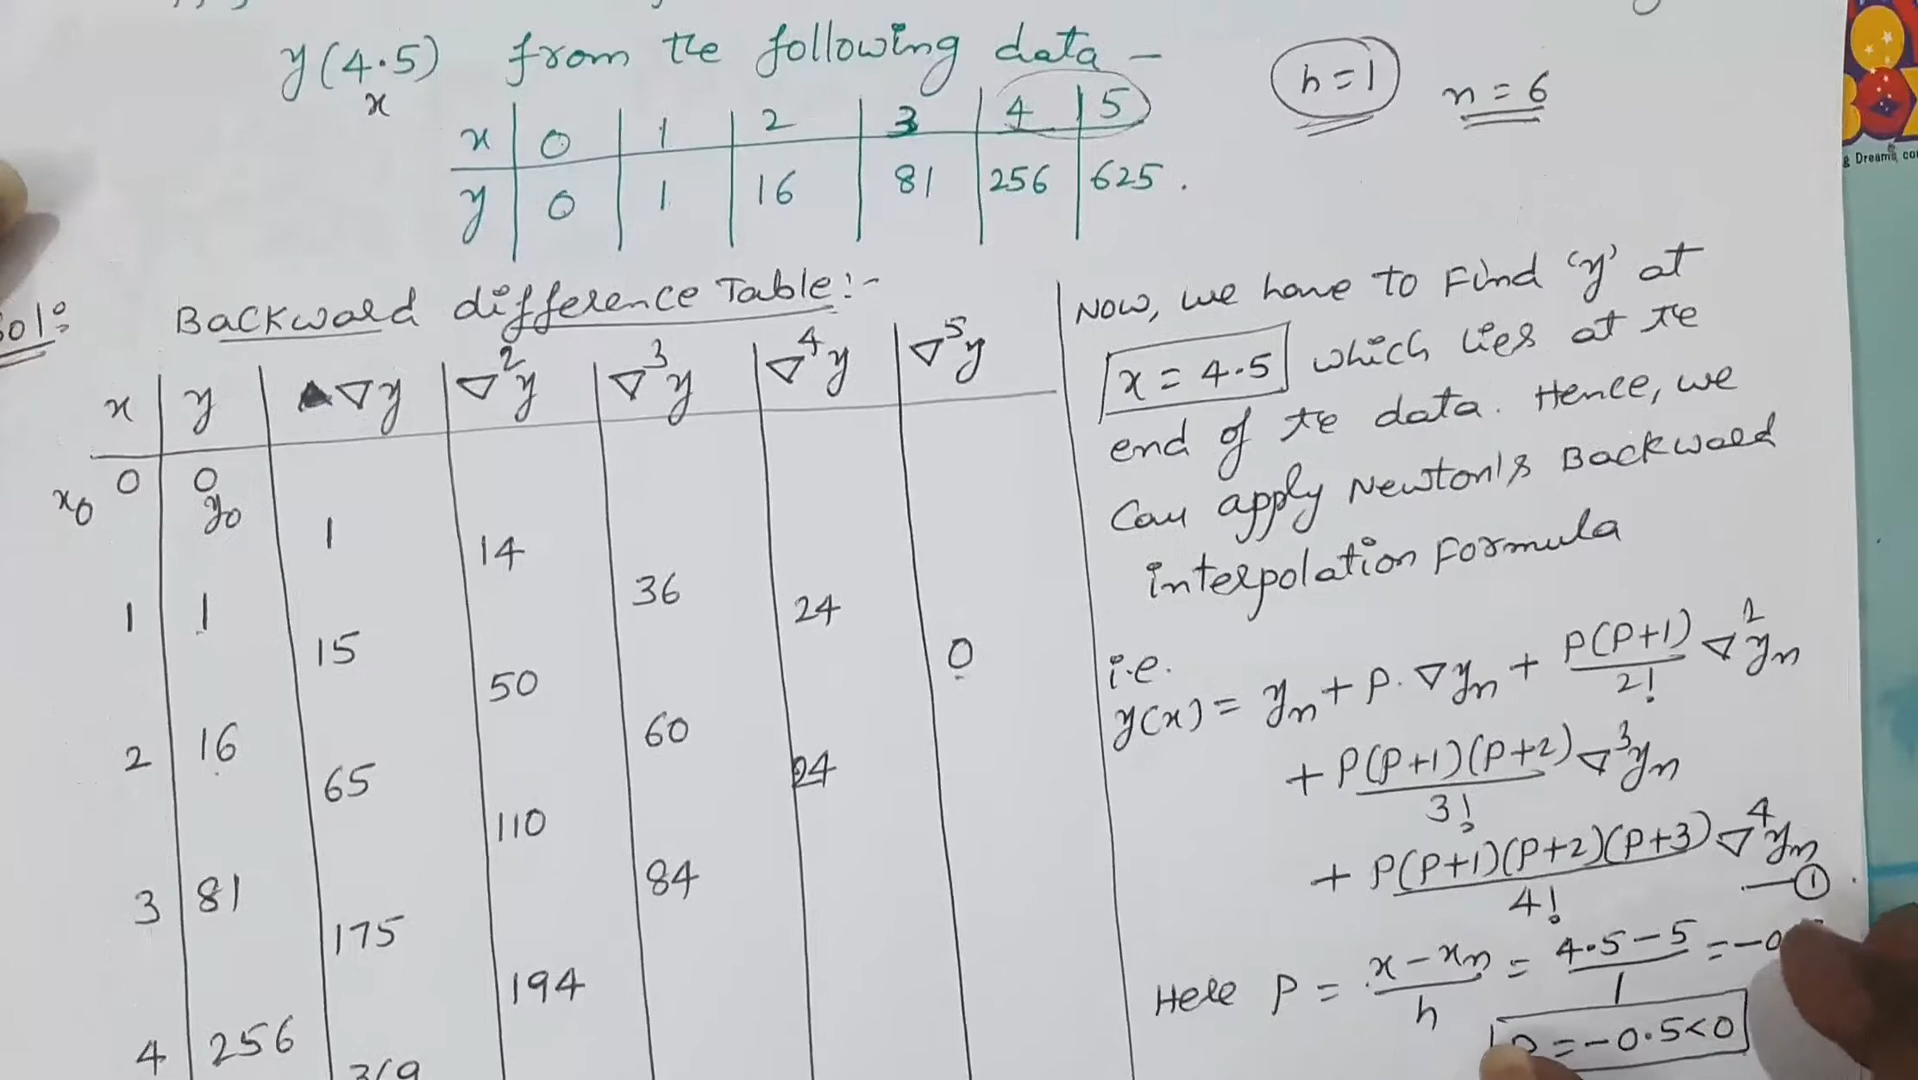 y(4.5) from the following data -
x
h=1 n=6
x | 0 | 1 | 2 | 3 | 4 | 5
y | 0 | 1 | 16 | 81 | 256 | 625 .
Sol:
Backward difference Table:-
x | y | ∇y | ∇²y | ∇³y | ∇⁴y | ∇⁵y
x₀ 0 0 y₀
1
14
36
1 1
24
15
0
50
60
2 16
24
65
110
84
3 81
175
194
4 256
369
Now, we have to Find 'y' at
x = 4.5 which lies at the
end of the data. Hence, we
Can apply Newton's Backward
interpolation Formula
i.e.
y(x) = yₙ + P.∇yₙ + P(P+1)/2! ∇²yₙ
+ P(P+1)(P+2)/3! ∇³yₙ
+ P(P+1)(P+2)(P+3)/4! ∇⁴yₙ
— ①
Here P = x - xₙ/h = 4.5-5/1 = -0
P = -0.5<0
Dreams